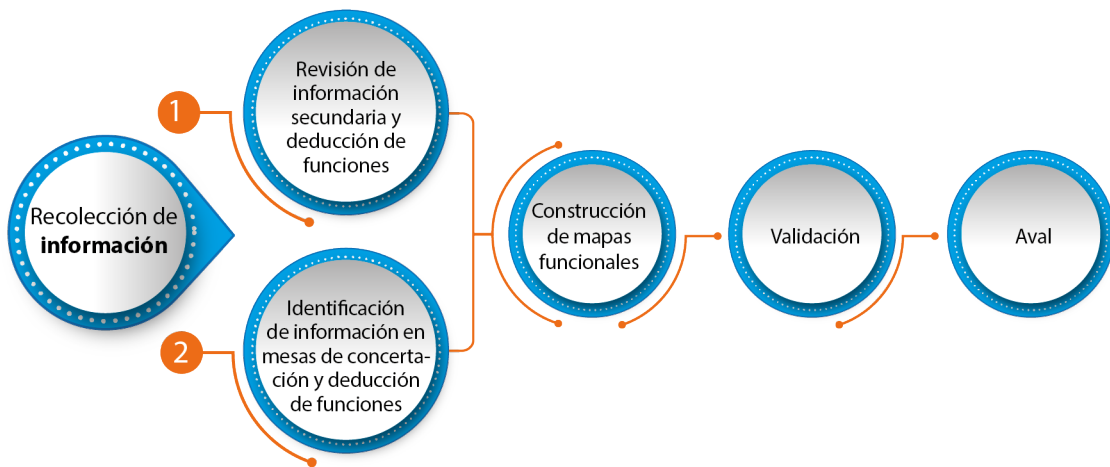 Recolección de
información
1
Revisión de
información
secundaria y
deducción de
funciones
2
Identificación
de información en
mesas de concerta-
ción y deducción
de funciones
Construcción
de mapas
funcionales
Validación
Aval